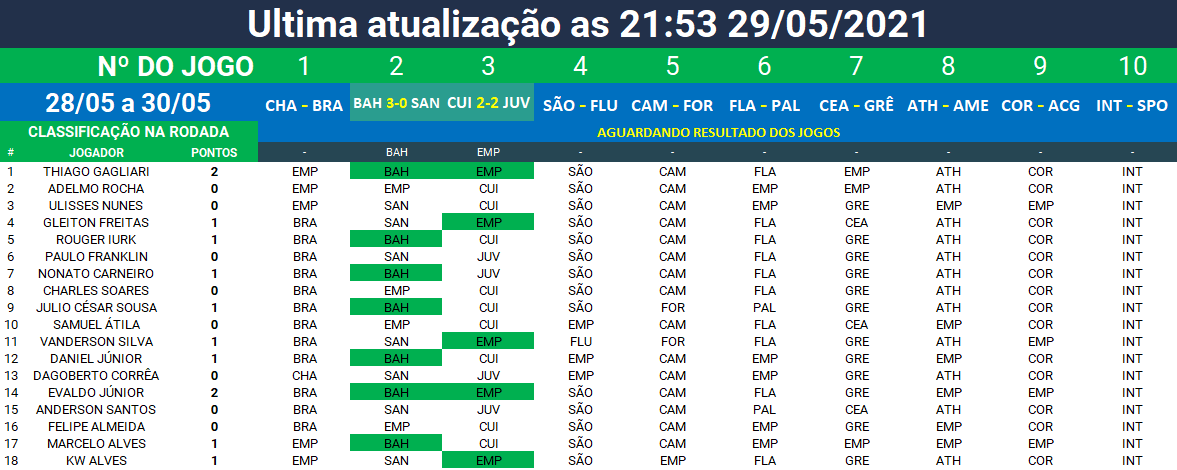 Ultima atualização as 21:53 29/05/2021
Nº DO JOGO 1 2 3 4 5 6 7 8 9 10
28/05 a 30/05 CHA – BRA BAH 3-0 SAN CUI 2-2 JUV SÃO – FLU CAM – FOR FLA – PAL CEA – GRÊ ATH – AME COR – ACG INT – SPO
CLASSIFICAÇÃO NA RODADA AGUARDANDO RESULTADO DOS JOGOS
# JOGADOR PONTOS - BAH EMP - - - - - - -
1 THIAGO GAGLIARI 2 EMP BAH EMP SÃO CAM FLA EMP ATH COR INT
2 ADELMO ROCHA 0 EMP EMP CUI SÃO CAM FLA EMP EMP COR INT
3 ULISSES NUNES 0 EMP SAN CUI SÃO CAM EMP GRE EMP EMP INT
4 GLEITON FREITAS 1 BRA SAN EMP SÃO CAM FLA CEA ATH COR INT
5 ROUGER IURK 1 BRA BAH CUI SÃO CAM FLA GRE ATH COR INT
6 PAULO FRANKLIN 0 BRA SAN JUV SÃO CAM FLA GRE ATH COR INT
7 NONATO CARNEIRO 1 BRA BAH JUV SÃO CAM FLA GRE ATH COR INT
8 CHARLES SOARES 0 BRA EMP CUI SÃO CAM FLA GRE ATH COR INT
9 JULIO CÉSAR SOUSA 1 BRA BAH CUI SÃO FOR PAL GRE ATH COR INT
10 SAMUEL ÁTILA 0 BRA EMP CUI EMP CAM FLA CEA EMP COR INT
11 VANDERSON SILVA 1 BRA SAN EMP FLU FOR FLA GRE ATH EMP INT
12 DANIEL JÚNIOR 1 BRA BAH CUI EMP CAM EMP GRE EMP EMP INT
13 DAGOBERTO CORRÊA 0 CHA SAN JUV EMP CAM EMP GRE ATH COR INT
14 EVALDO JÚNIOR 2 BRA BAH EMP SÃO CAM FLA GRE EMP EMP INT
15 ANDERSON SANTOS 0 BRA SAN JUV SÃO CAM PAL CEA ATH COR INT
16 FELIPE ALMEIDA 0 BRA EMP CUI SÃO CAM FLA GRE ATH COR INT
17 MARCELO ALVES 1 EMP BAH CUI SÃO CAM EMP EMP EMP EMP INT
18 KW ALVES 1 EMP SAN EMP SÃO EMP FLA GRE ATH COR INT